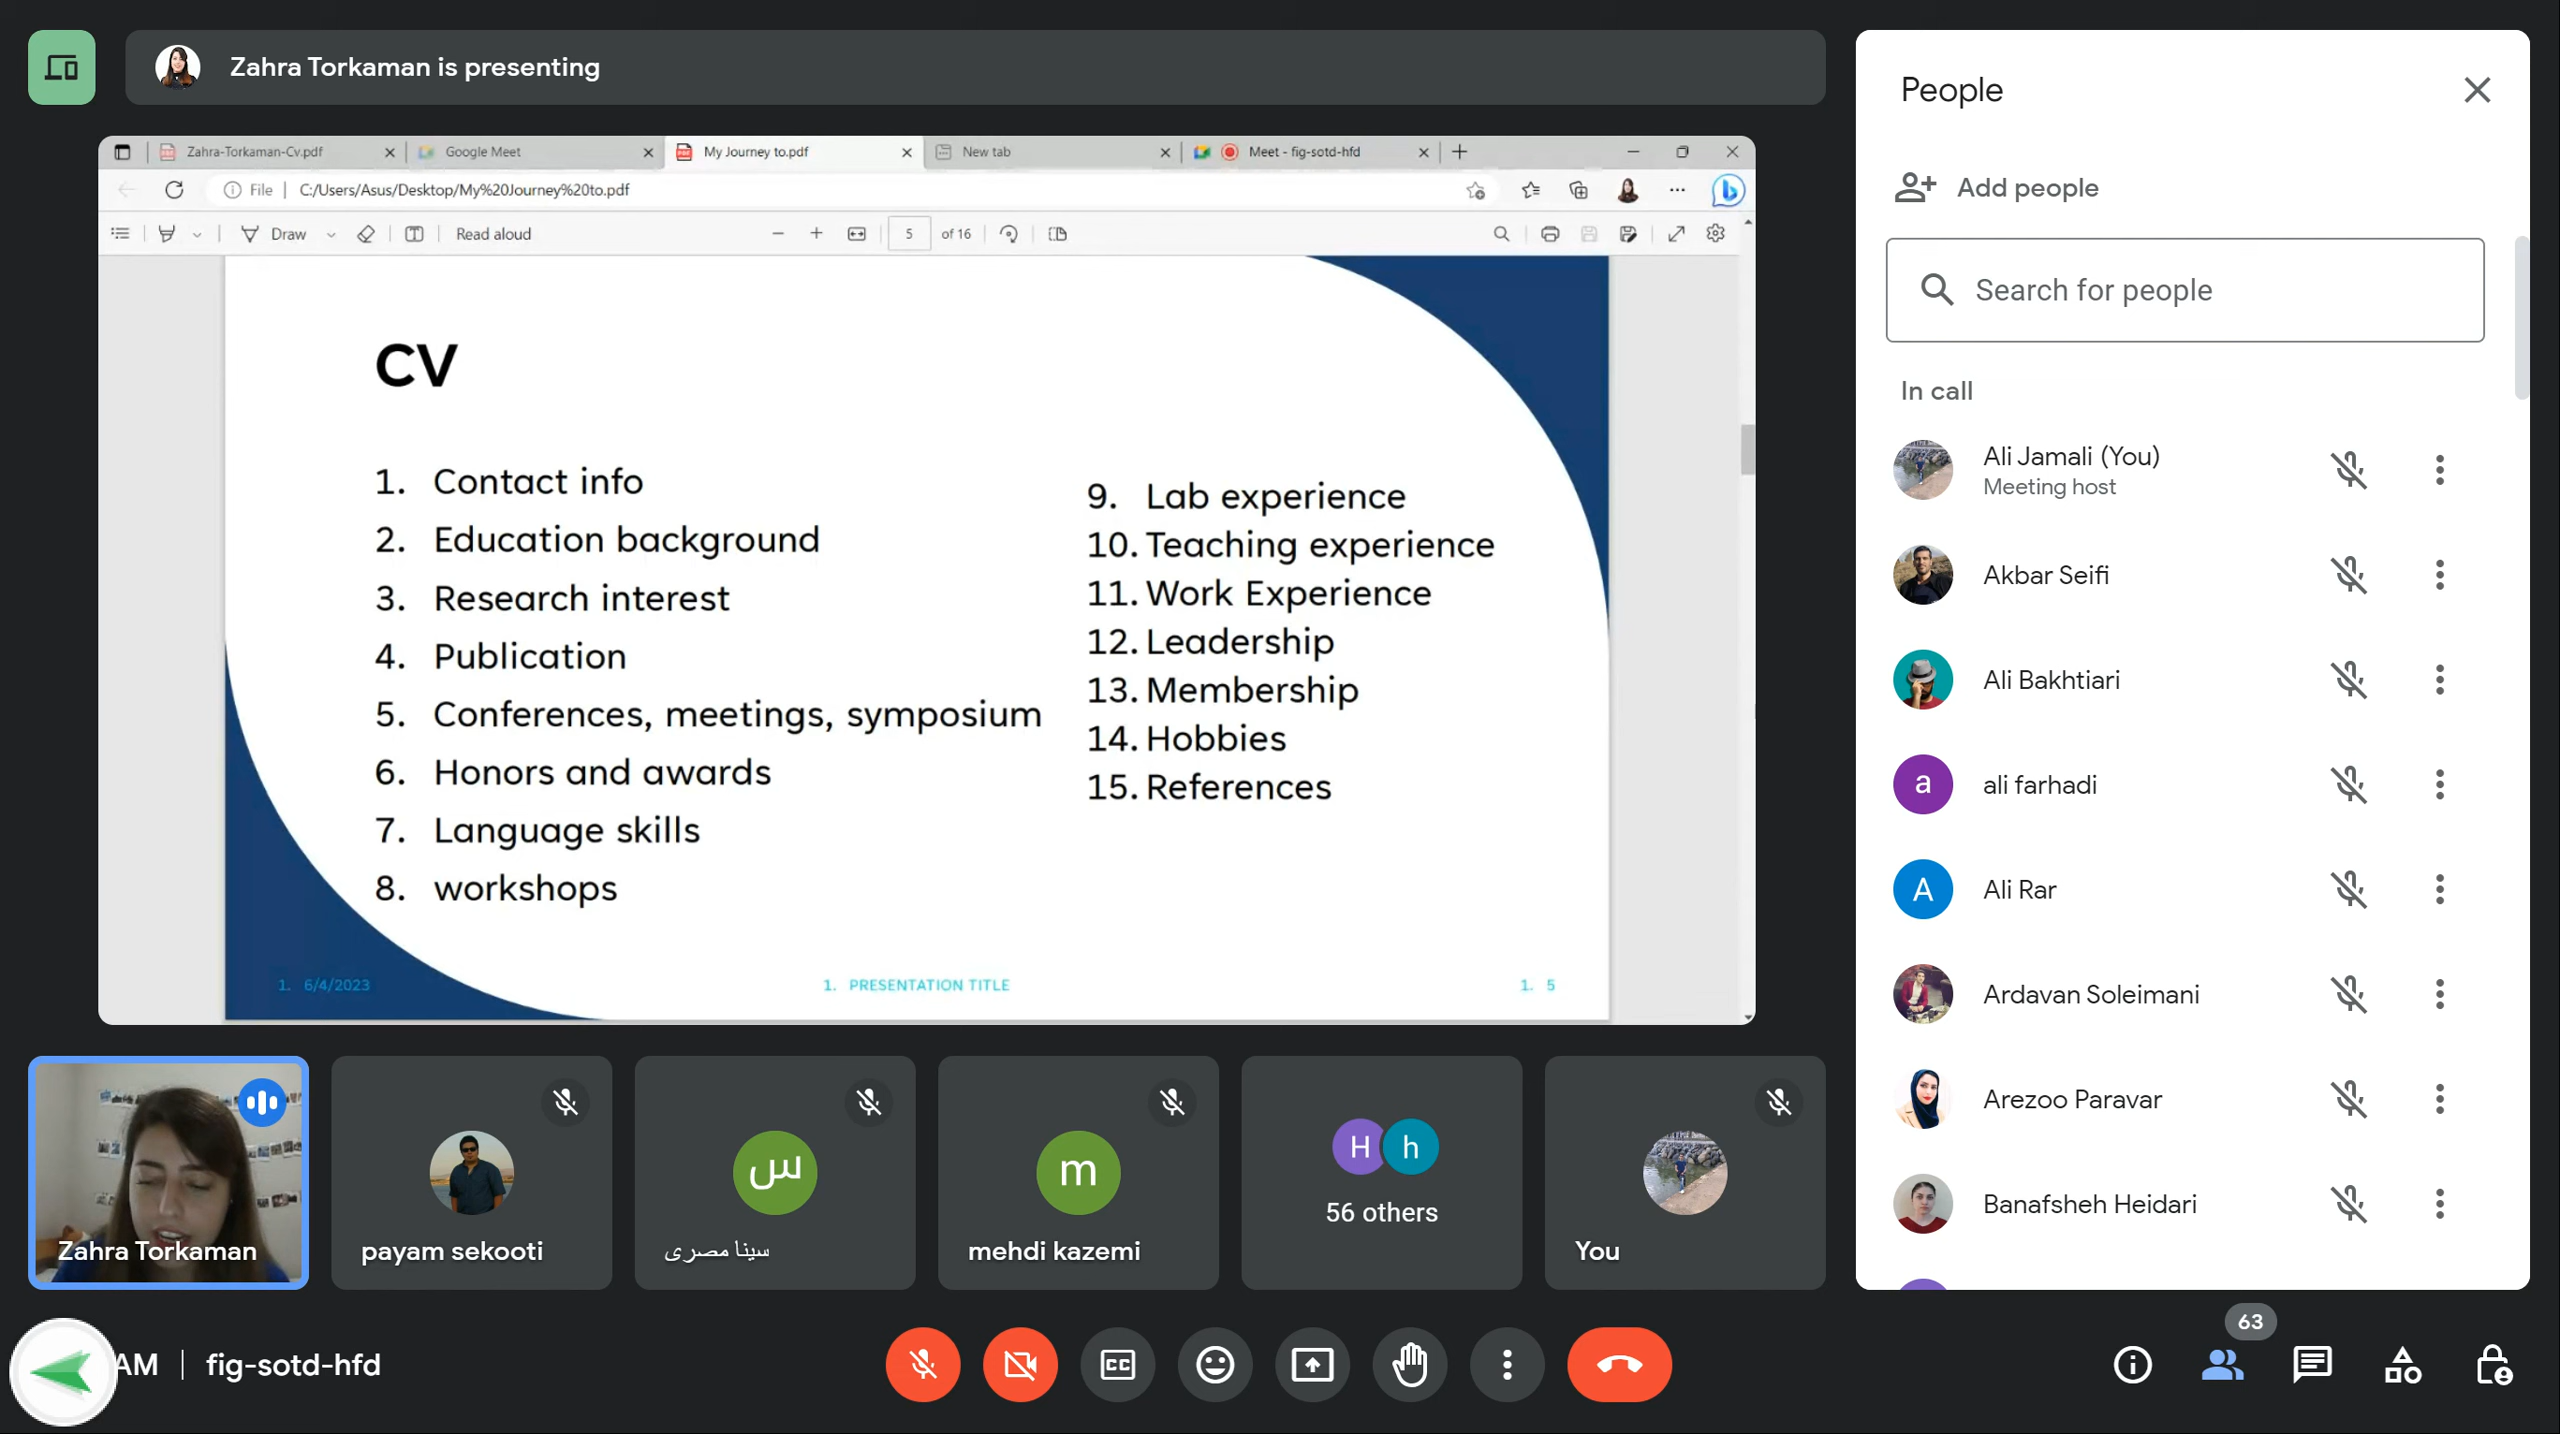 Zahra Torkaman is presenting
Zahra-Torkaman-Cv.pdf
Google Meet
My Journey to.pdf
New tab
Meet - fig-sotd-hfd
File
C:/Users/Asus/Desktop/My%20Journey%20to.pdf
Draw
Read aloud
5 of 16
CV
1. Contact info
2. Education background
3. Research interest
4. Publication
5. Conferences, meetings, symposium
6. Honors and awards
7. Language skills
8. workshops
9. Lab experience
10. Teaching experience
11. Work Experience
12. Leadership
13. Membership
14. Hobbies
15. References
1. 6/4/2023
1. PRESENTATION TITLE
1. 5
Zahra Torkaman
payam sekooti
س
سینا مصری
m
mehdi kazemi
H h
56 others
You
AM | fig-sotd-hfd
CC
63
People
Add people
Search for people
In call
Ali Jamali (You)
Meeting host
Akbar Seifi
Ali Bakhtiari
a
ali farhadi
A
Ali Rar
Ardavan Soleimani
Arezoo Paravar
Banafsheh Heidari